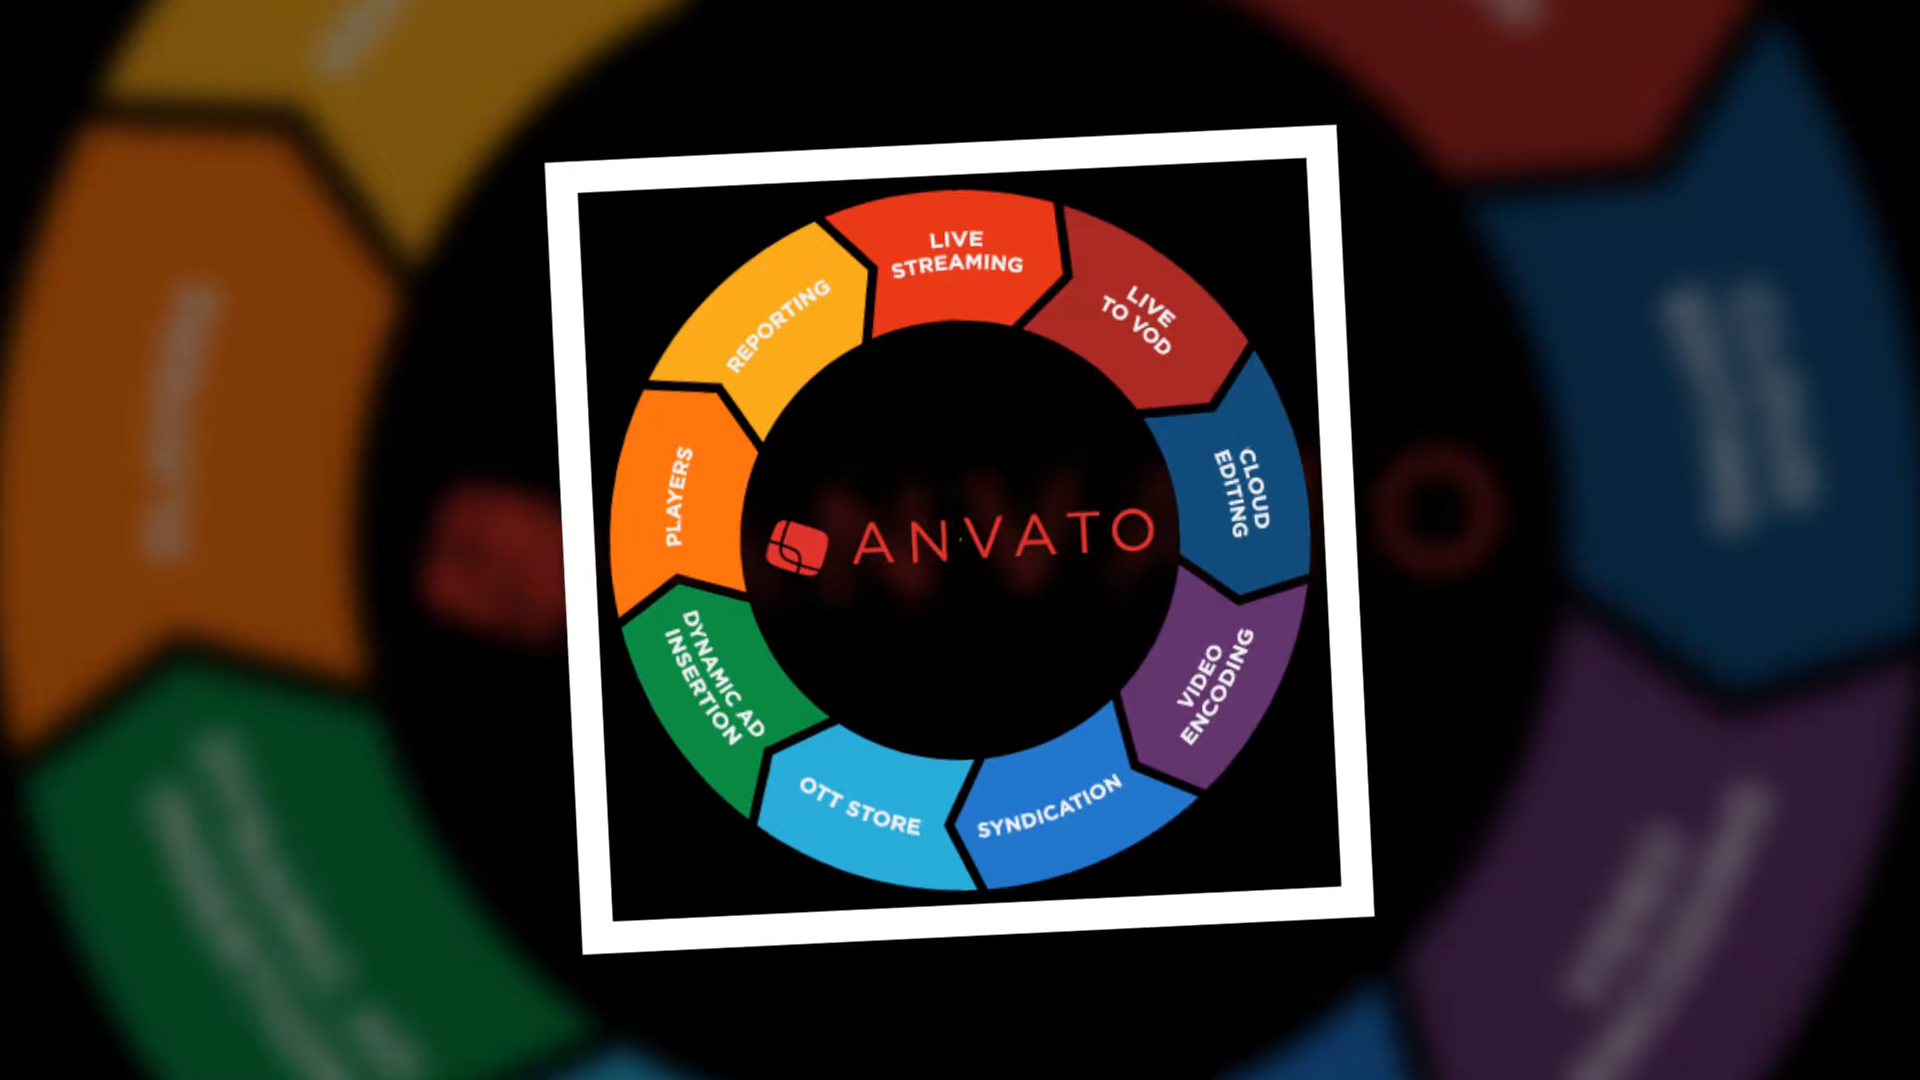 LIVE
STREAMING
LIVE
TO VOD
CLOUD
EDITING
VIDEO
ENCODING
SYNDICATION
OTT STORE
DYNAMIC AD
INSERTION
PLAYERS
REPORTING
ANVATO